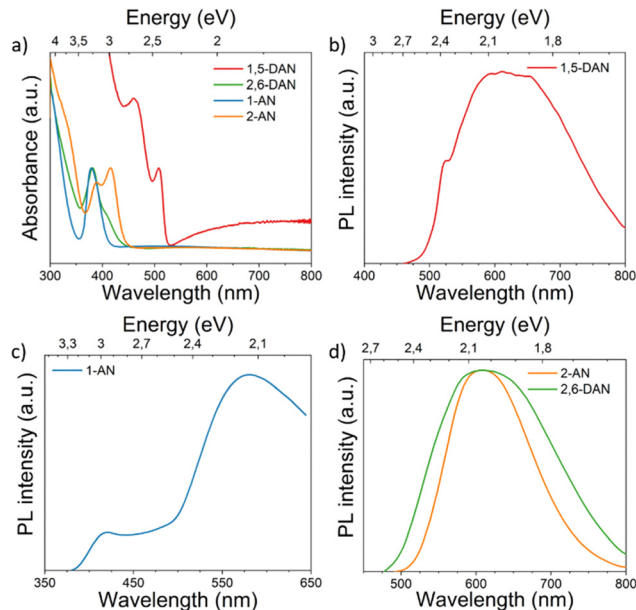 Energy (eV)
a) 4 3,5 3 2,5 2
1,5-DAN
2,6-DAN
1-AN
2-AN
Absorbance (a.u.)
300 400 500 600 700 800
Wavelength (nm)
Energy (eV)
b) 3 2,7 2,4 2,1 1,8
1,5-DAN
PL intensity (a.u.)
400 500 600 700 800
Wavelength (nm)
Energy (eV)
c) 3,3 3 2,7 2,4 2,1
1-AN
PL intensity (a.u.)
350 450 550 650
Wavelength (nm)
Energy (eV)
d) 2,7 2,4 2,1 1,8
2-AN
2,6-DAN
PL intensity (a.u.)
500 600 700 800
Wavelength (nm)